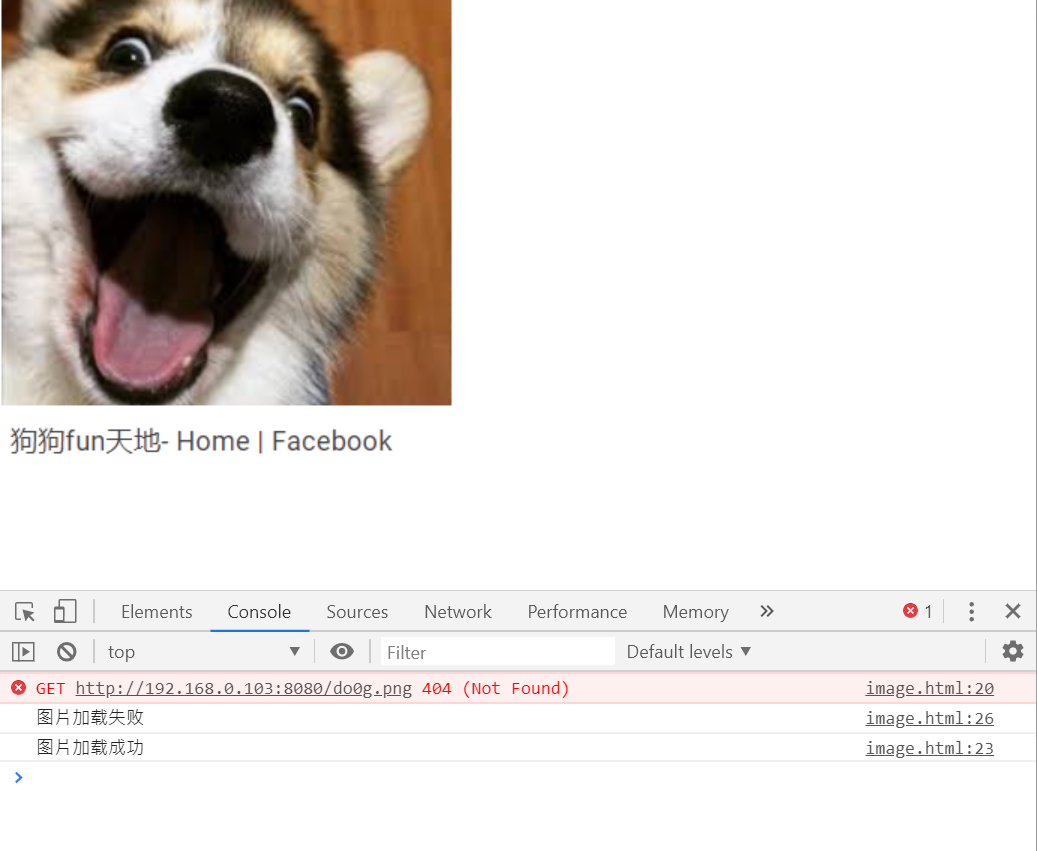 狗狗fun天地- Home | Facebook
Elements Console Sources Network Performance Memory » 1
top ▼ Filter Default levels ▼
GET http://192.168.0.103:8080/do0g.png 404 (Not Found) image.html:20
图片加载失败 image.html:26
图片加载成功 image.html:23